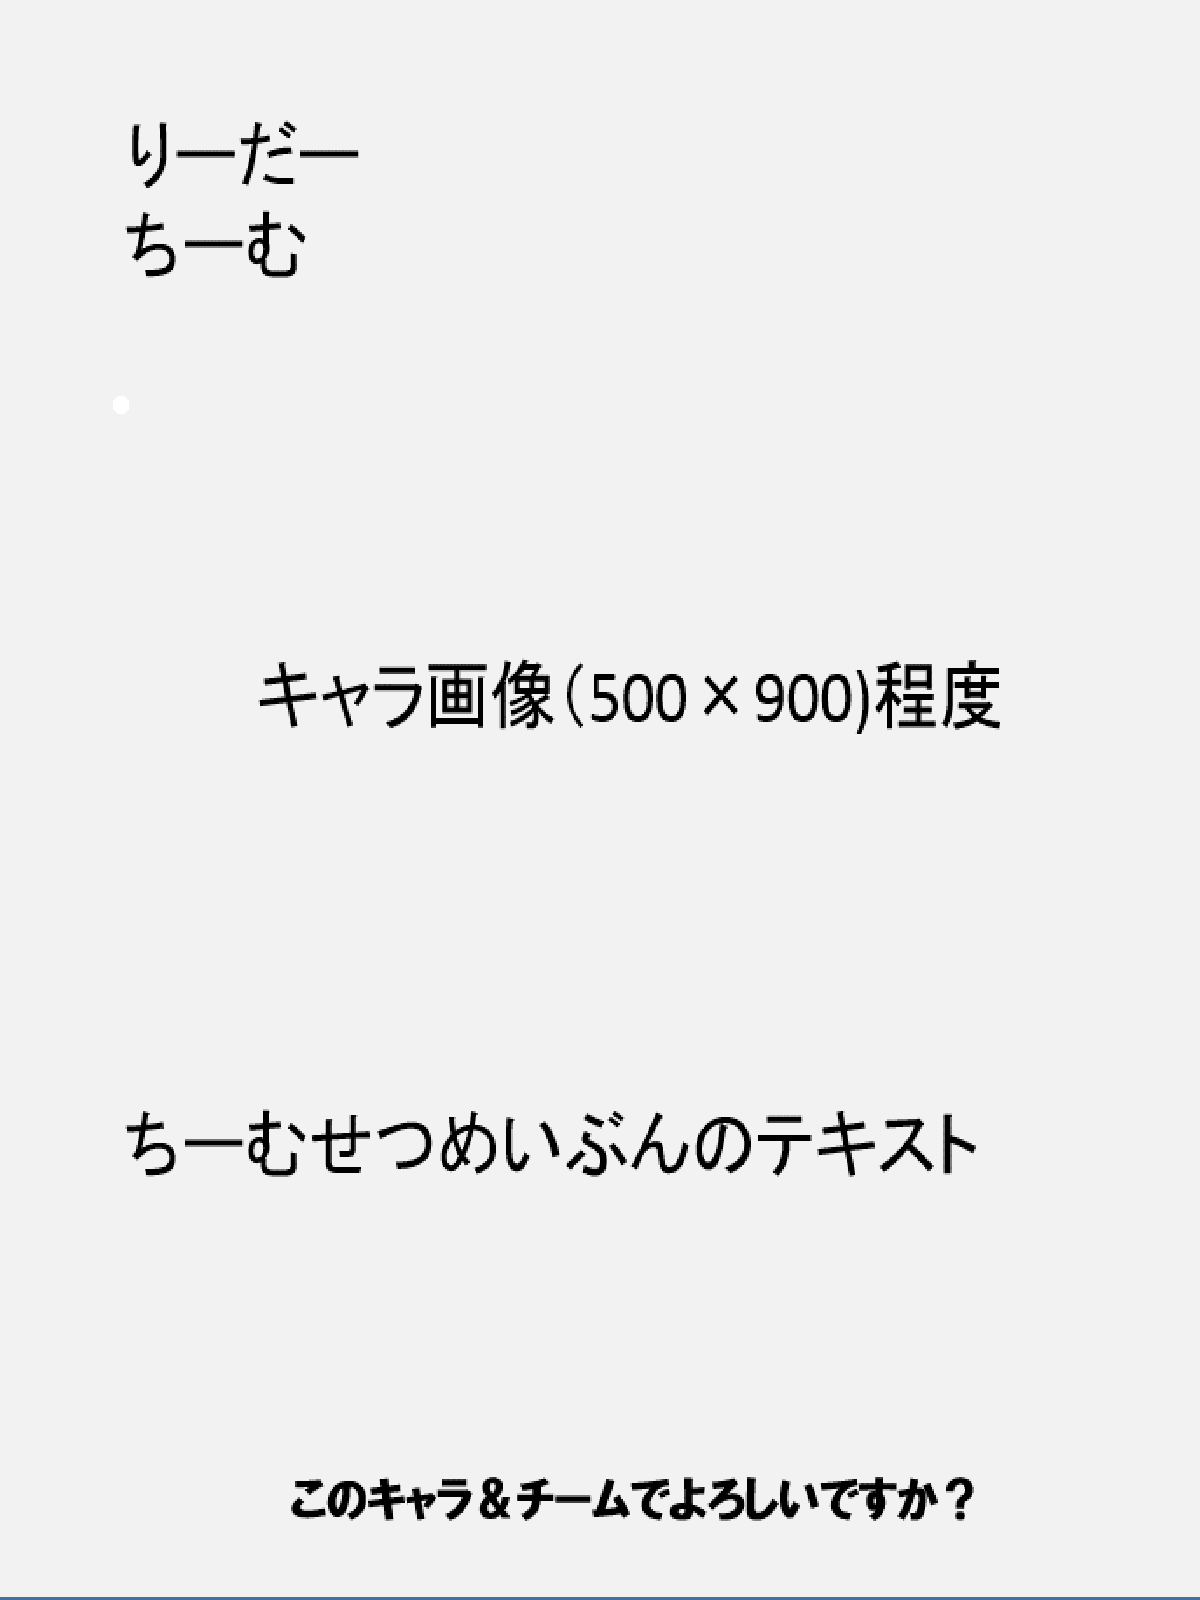 りーだー
ちーむ
キャラ画像（500×900)程度
ちーむせつめいぶんのテキスト
このキャラ＆チームでよろしいですか？